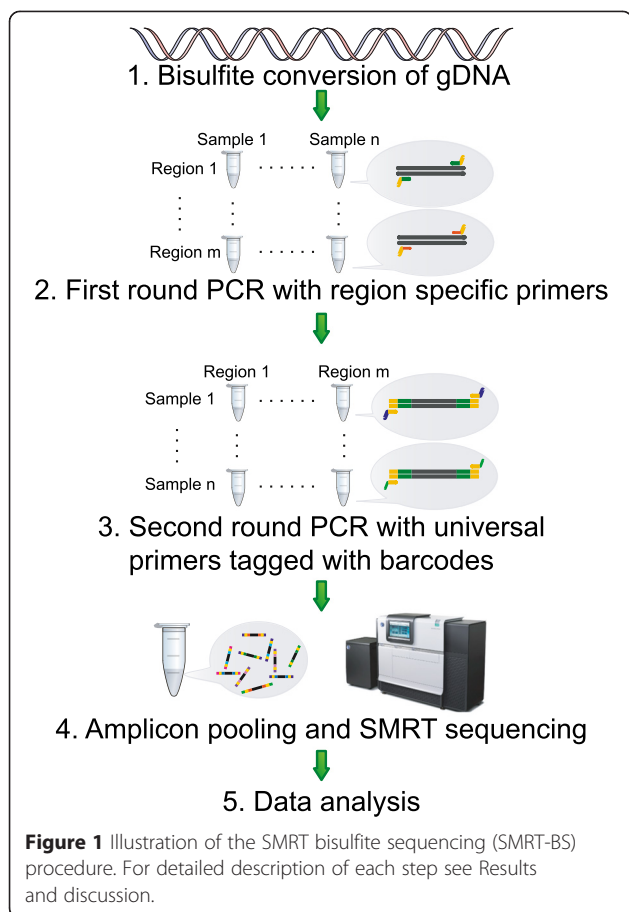 1. Bisulfite conversion of gDNA
Sample 1 Sample n
Region 1
Region m
2. First round PCR with region specific primers
Region 1 Region m
Sample 1
Sample n
3. Second round PCR with universal
primers tagged with barcodes
4. Amplicon pooling and SMRT sequencing
5. Data analysis
Figure 1 Illustration of the SMRT bisulfite sequencing (SMRT-BS)
procedure. For detailed description of each step see Results
and discussion.